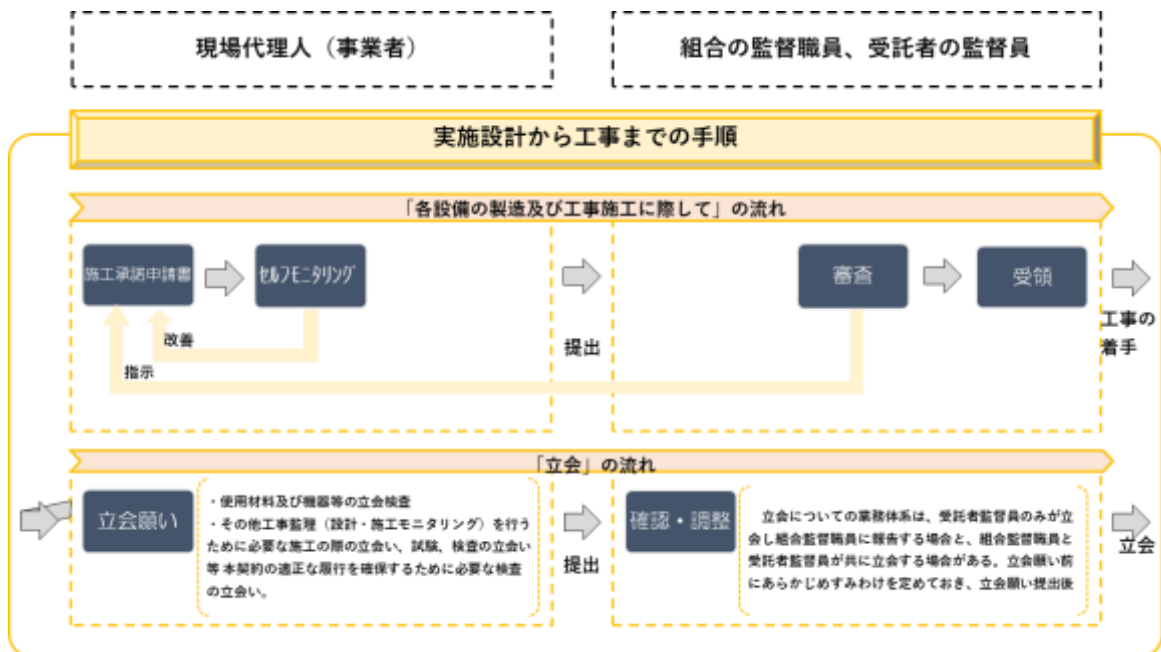 現場代理人（事業者）
組合の監督職員、受託者の監督員
実施設計から工事までの手順
「各設備の製造及び工事施工に際して」の流れ
施工承諾申請書
セルフモニタリング
審査
受領
改善
指示
提出
工事の
着手
「立会」の流れ
立会願い
・使用材料及び機器等の立会検査
・その他工事監理（設計・施工モニタリング）を行う
ために必要な施工の際の立会い、試験、検査の立会い
等本契約の適正な履行を確保するために必要な検査
の立会い。
提出
確認・調整
立会についての業務体系は、受託者監督員のみが立
会し組合監督職員に報告する場合と、組合監督職員と
受託者監督員が共に立会する場合がある。立会願い前
にあらかじめすみわけを定めておき、立会願い提出後
立会